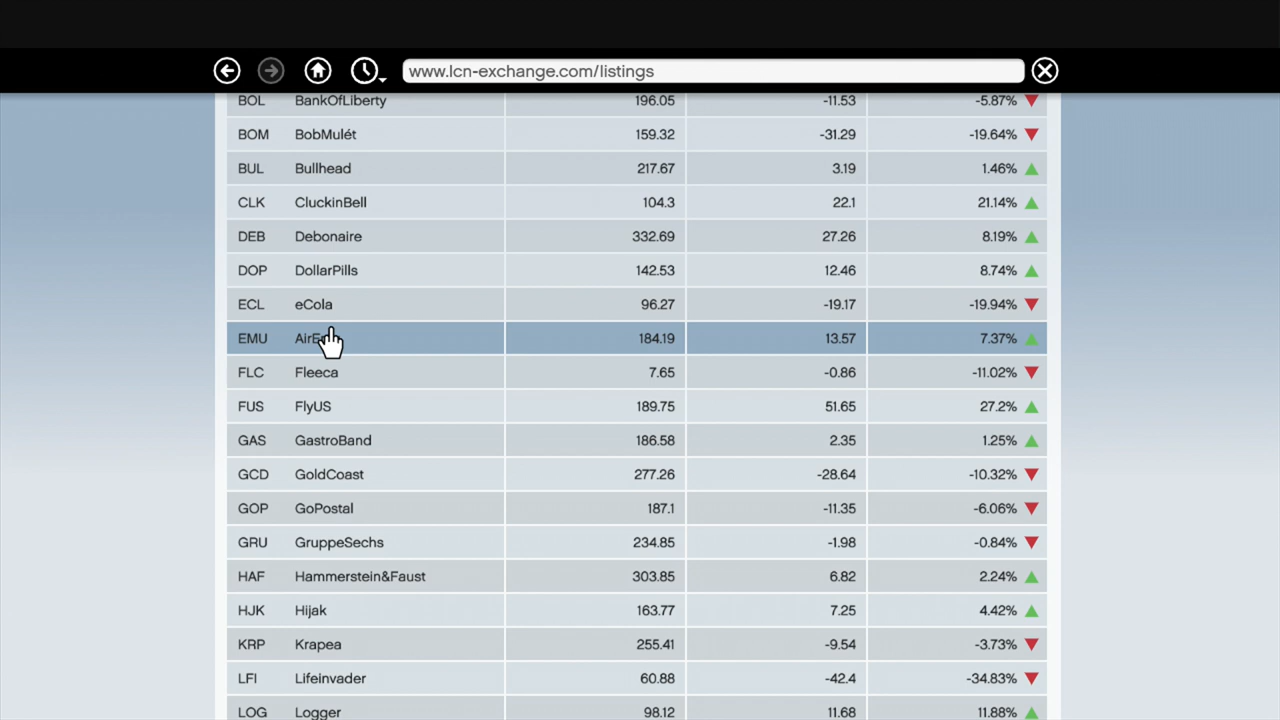 www.lcn-exchange.com/listings
BOL BankOfLiberty 196.05 -11.53 -5.87%
BOM BobMulét 159.32 -31.29 -19.64%
BUL Bullhead 217.67 3.19 1.46%
CLK CluckinBell 104.3 22.1 21.14%
DEB Debonaire 332.69 27.26 8.19%
DOP DollarPills 142.53 12.46 8.74%
ECL eCola 96.27 -19.17 -19.94%
EMU 184.19 13.57 7.37%
FLC Fleeca 7.65 -0.86 -11.02%
FUS FlyUS 189.75 51.65 27.2%
GAS GastroBand 186.58 2.35 1.25%
GCD GoldCoast 277.26 -28.64 -10.32%
GOP GoPostal 187.1 -11.35 -6.06%
GRU GruppeSechs 234.85 -1.98 -0.84%
HAF Hammerstein&Faust 303.85 6.82 2.24%
HJK Hijak 163.77 7.25 4.42%
KRP Krapea 255.41 -9.54 -3.73%
LFI Lifeinvader 60.88 -42.4 -34.83%
LOG Logger 98.12 11.68 11.88%